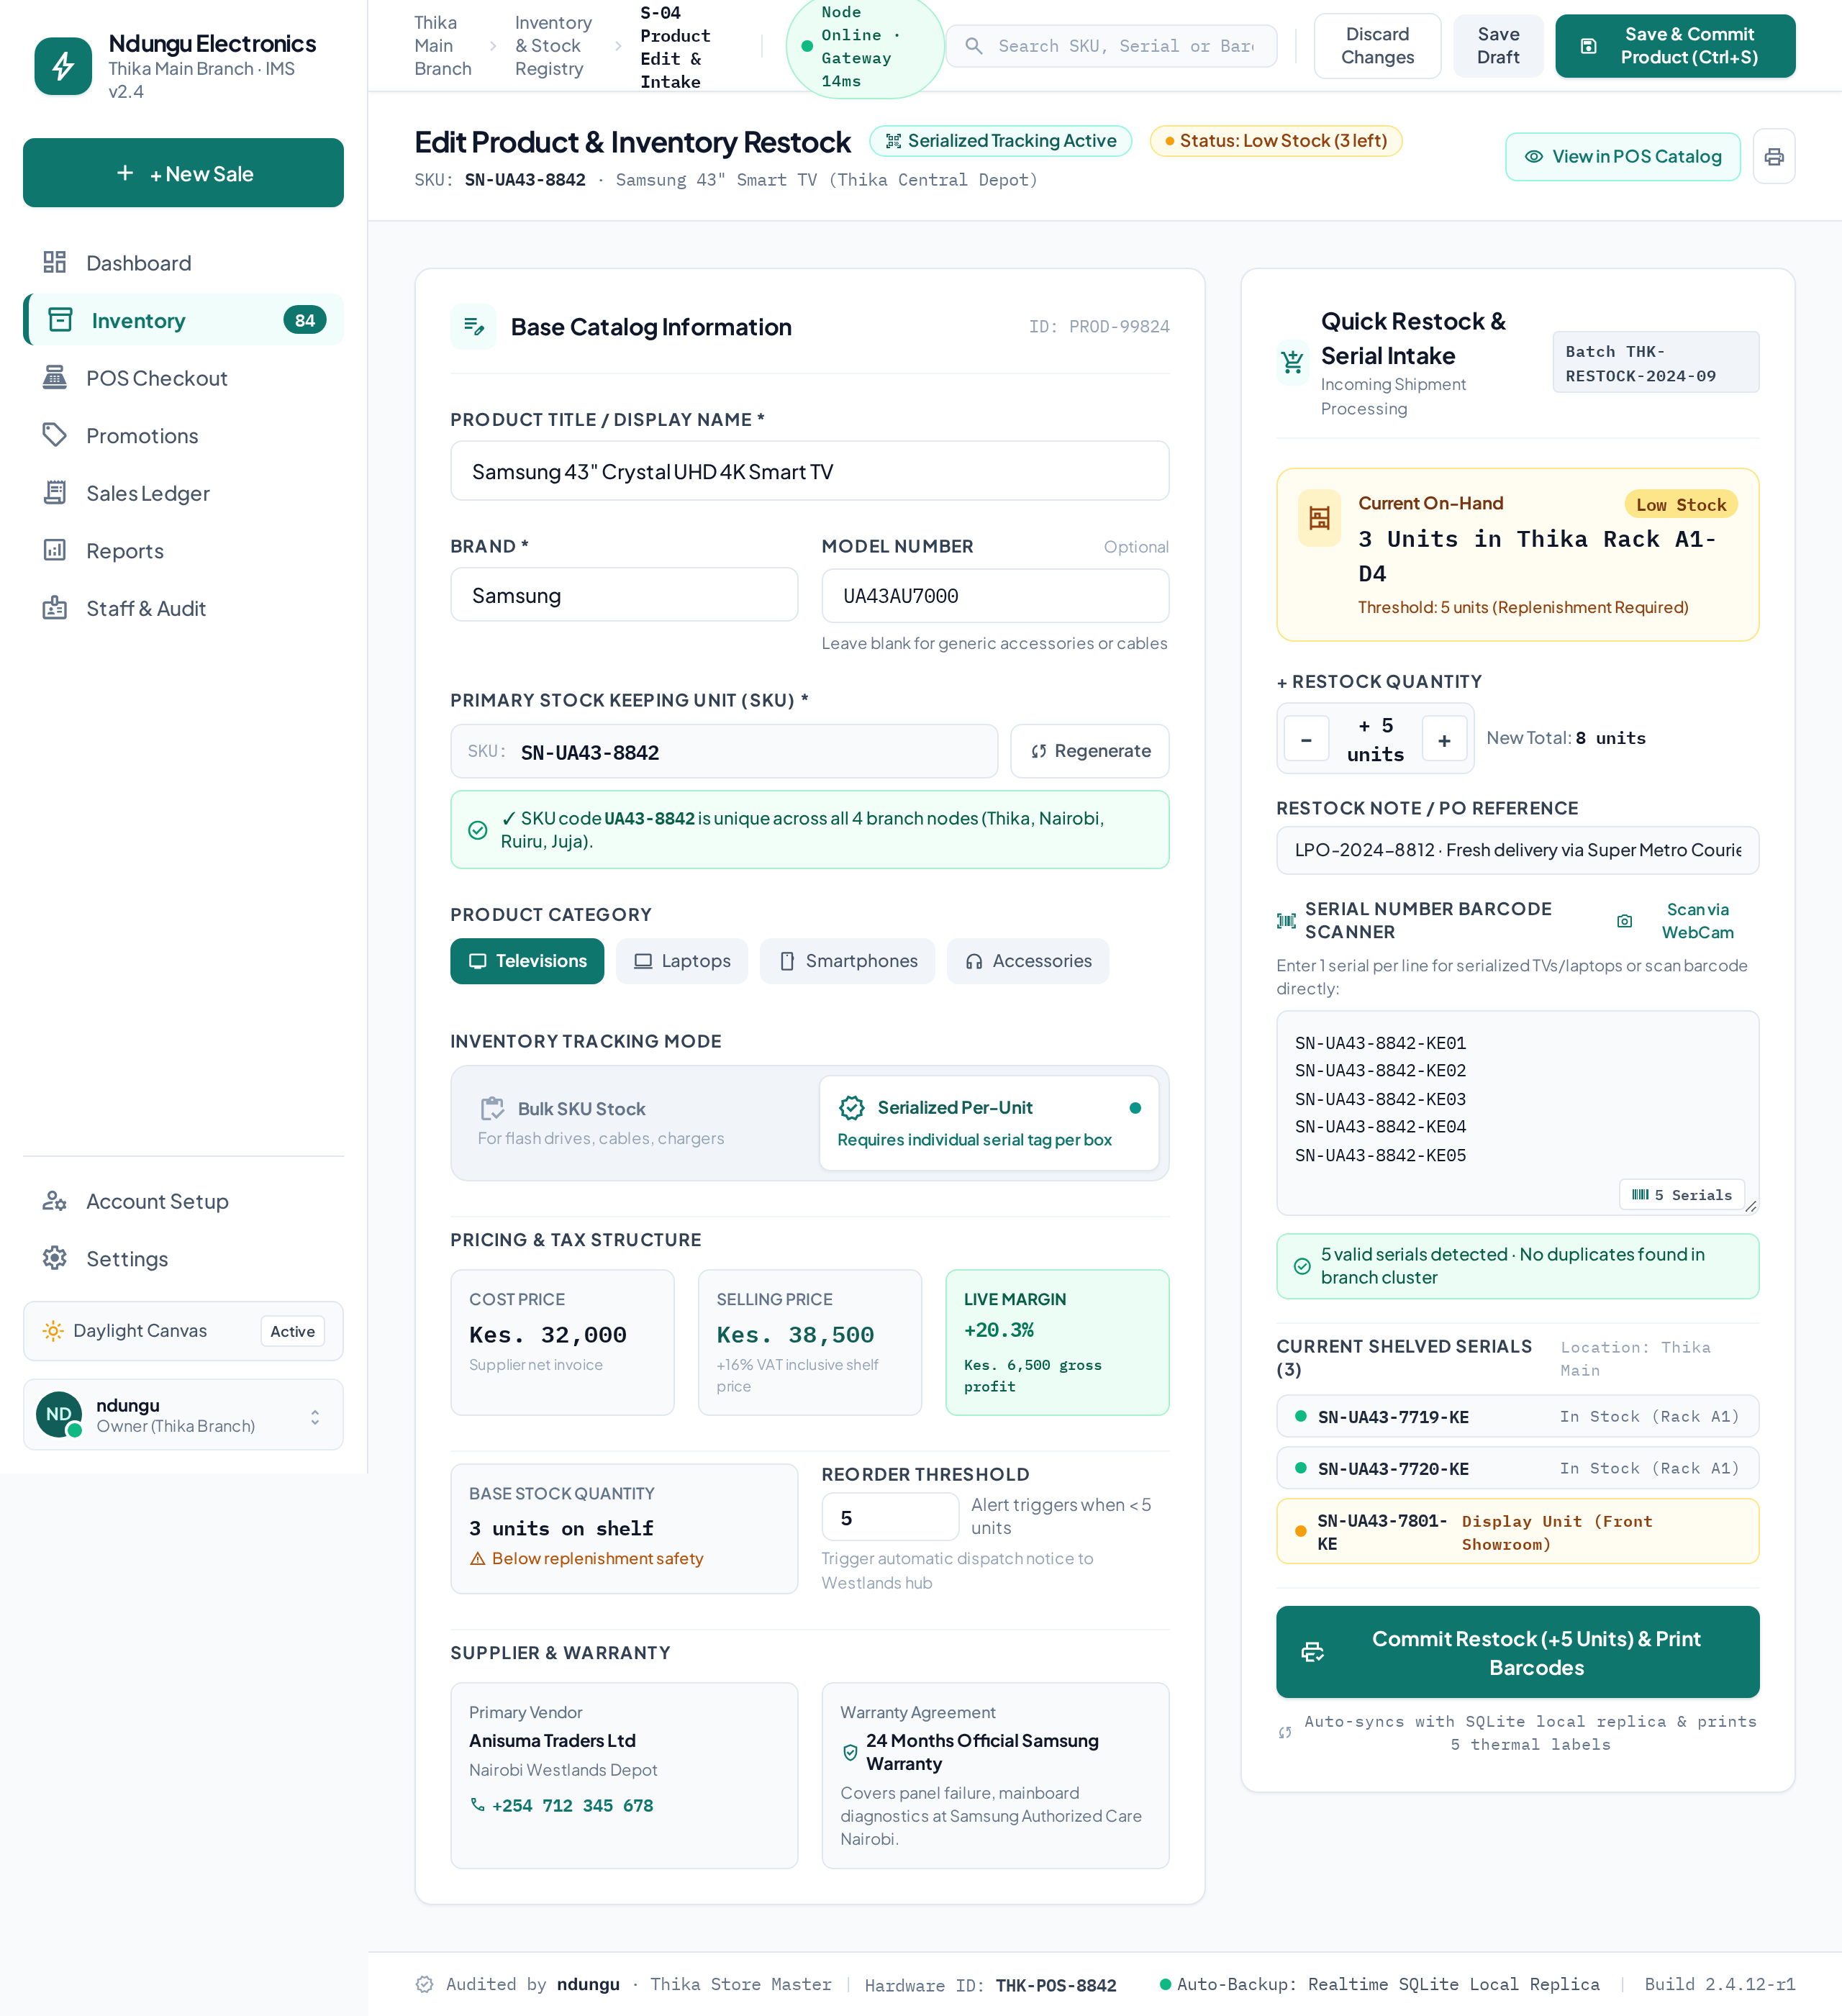 Ndungu Electronics
Thika Main Branch · IMS
v2.4
+ New Sale
Dashboard
Inventory
84
POS Checkout
Promotions
Sales Ledger
Reports
Staff & Audit
Account Setup
Settings
Daylight Canvas
Active
ND
ndungu
Owner (Thika Branch)
Thika
Main
Branch
Inventory
& Stock
Registry
S-04
Product
Edit &
Intake
Node
Online ·
Gateway
14ms
Search SKU, Serial or Barc
Discard
Changes
Save
Draft
Save & Commit
Product (Ctrl+S)
Edit Product & Inventory Restock
Serialized Tracking Active
Status: Low Stock (3 left)
SKU: SN-UA43-8842 · Samsung 43" Smart TV (Thika Central Depot)
View in POS Catalog
Base Catalog Information
ID: PROD-99824
PRODUCT TITLE / DISPLAY NAME *
Samsung 43" Crystal UHD 4K Smart TV
BRAND *
Samsung
MODEL NUMBER
Optional
UA43AU7000
Leave blank for generic accessories or cables
PRIMARY STOCK KEEPING UNIT (SKU) *
SKU: SN-UA43-8842
Regenerate
✓ SKU code UA43-8842 is unique across all 4 branch nodes (Thika, Nairobi,
Ruiru, Juja).
PRODUCT CATEGORY
Televisions
Laptops
Smartphones
Accessories
INVENTORY TRACKING MODE
Bulk SKU Stock
For flash drives, cables, chargers
Serialized Per-Unit
Requires individual serial tag per box
PRICING & TAX STRUCTURE
COST PRICE
Kes. 32,000
Supplier net invoice
SELLING PRICE
Kes. 38,500
+16% VAT inclusive shelf
price
LIVE MARGIN
+20.3%
Kes. 6,500 gross
profit
BASE STOCK QUANTITY
3 units on shelf
Below replenishment safety
REORDER THRESHOLD
5
Alert triggers when < 5
units
Trigger automatic dispatch notice to
Westlands hub
SUPPLIER & WARRANTY
Primary Vendor
Anisuma Traders Ltd
Nairobi Westlands Depot
+254 712 345 678
Warranty Agreement
24 Months Official Samsung
Warranty
Covers panel failure, mainboard
diagnostics at Samsung Authorized Care
Nairobi.
Quick Restock &
Serial Intake
Incoming Shipment
Processing
Batch THK-
RESTOCK-2024-09
Current On-Hand
Low Stock
3 Units in Thika Rack A1-
D4
Threshold: 5 units (Replenishment Required)
+ RESTOCK QUANTITY
-
+ 5
units
+
New Total: 8 units
RESTOCK NOTE / PO REFERENCE
LPO-2024-8812 · Fresh delivery via Super Metro Courie
SERIAL NUMBER BARCODE
SCANNER
Scan via
WebCam
Enter 1 serial per line for serialized TVs/laptops or scan barcode
directly:
SN-UA43-8842-KE01
SN-UA43-8842-KE02
SN-UA43-8842-KE03
SN-UA43-8842-KE04
SN-UA43-8842-KE05
5 Serials
5 valid serials detected · No duplicates found in
branch cluster
CURRENT SHELVED SERIALS
(3)
Location: Thika
Main
SN-UA43-7719-KE
In Stock (Rack A1)
SN-UA43-7720-KE
In Stock (Rack A1)
SN-UA43-7801-
KE
Display Unit (Front
Showroom)
Commit Restock (+5 Units) & Print
Barcodes
Auto-syncs with SQLite local replica & prints
5 thermal labels
Audited by ndungu · Thika Store Master
Hardware ID: THK-POS-8842
Auto-Backup: Realtime SQLite Local Replica
Build 2.4.12-r1